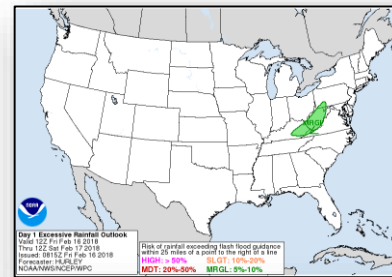 MRGL
NOAA
Day 1 Excessive Rainfall Outlook
Valid 12Z Fri Feb 16 2018
Thru 12Z Sat Feb 17 2018
Issued: 0815Z Fri Feb 16 2018
Forecaster: HURLEY
NOAA/NWS/NCEP/WPC
Risk of rainfall exceeding flash flood guidance
within 25 miles of a point to the right of a line
HIGH: > 50% SLGT: 10%-20%
MDT: 20%-50% MRGL: 5%-10%